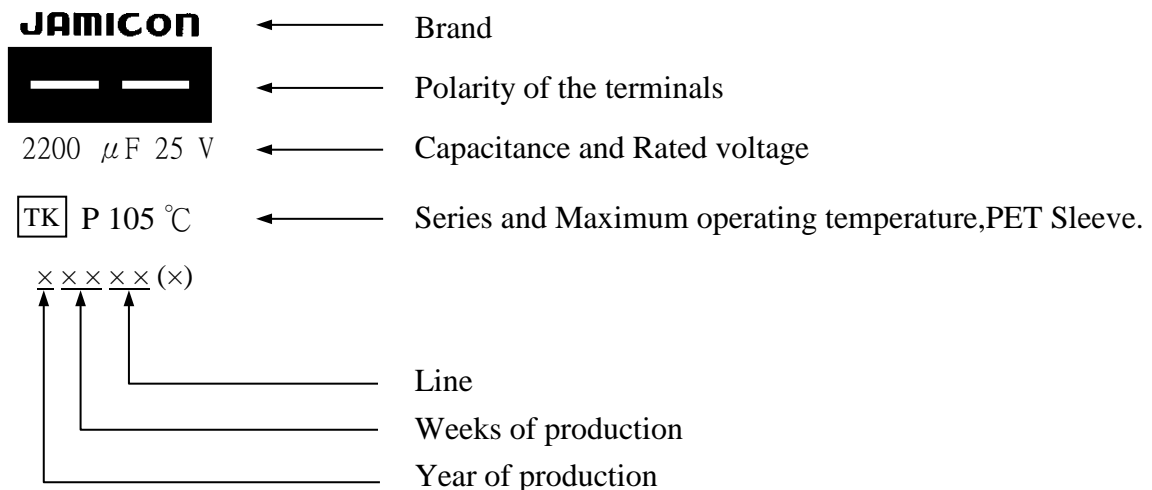 JAMICON Brand
Polarity of the terminals
2200 μF 25 V Capacitance and Rated voltage
TK P 105 ℃ Series and Maximum operating temperature,PET Sleeve.
× × × × × (×)
Line
Weeks of production
Year of production